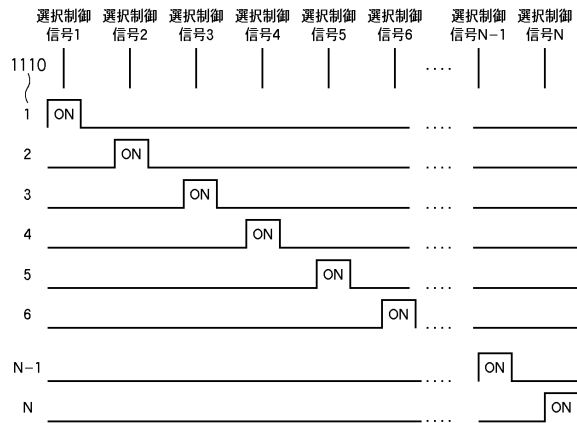 選択制御 選択制御 選択制御 選択制御 選択制御 選択制御 選択制御 選択制御
信号1 信号2 信号3 信号4 信号5 信号6 信号N-1 信号N
1110 ....
1 ON ....
2 ON ....
3 ON ....
4 ON ....
5 ON ....
6 ON ....
N-1 .... ON
N .... ON